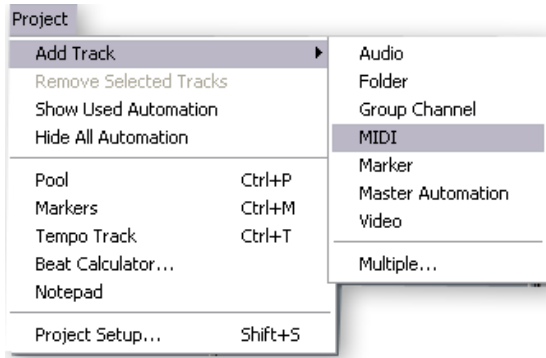 Project
Add Track
Remove Selected Tracks
Show Used Automation
Hide All Automation
Pool Ctrl+P
Markers Ctrl+M
Tempo Track Ctrl+T
Beat Calculator...
Notepad
Project Setup... Shift+S
Audio
Folder
Group Channel
MIDI
Marker
Master Automation
Video
Multiple...